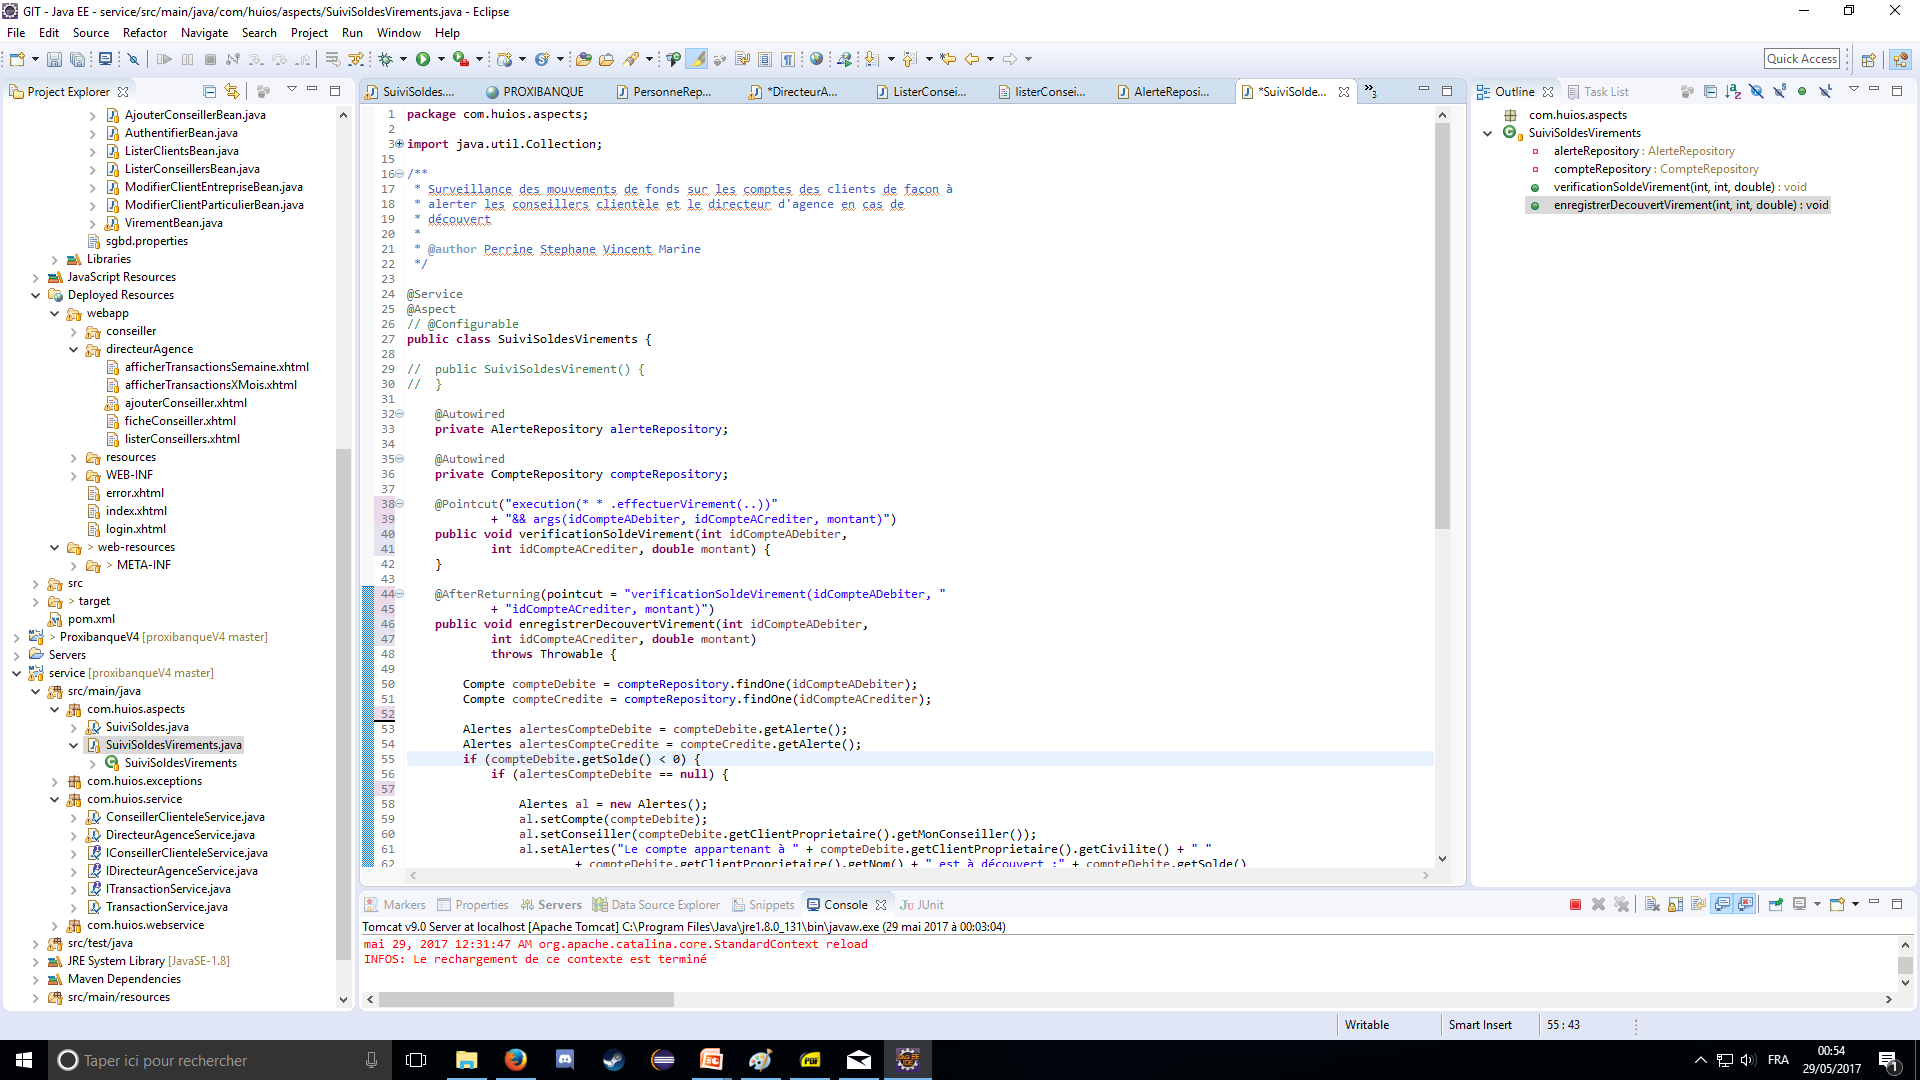 GIT - Java EE - service/src/main/java/com/huios/aspects/SuiviSoldesVirements.java - Eclipse
File Edit Source Refactor Navigate Search Project Run Window Help
Quick Access
Project Explorer
AjouterConseillerBean.java
AuthentifierBean.java
ListerClientsBean.java
ListerConseillersBean.java
ModifierClientEntrepriseBean.java
ModifierClientParticulierBean.java
VirementBean.java
sgbd.properties
Libraries
JavaScript Resources
Deployed Resources
webapp
conseiller
directeurAgence
afficherTransactionsSemaine.xhtml
afficherTransactionsXMois.xhtml
ajouterConseiller.xhtml
ficheConseiller.xhtml
listerConseillers.xhtml
resources
WEB-INF
error.xhtml
index.xhtml
login.xhtml
> web-resources
> META-INF
src
> target
pom.xml
> ProxibanqueV4 [proxibanqueV4 master]
Servers
service [proxibanqueV4 master]
src/main/java
com.huios.aspects
SuiviSoldes.java
SuiviSoldesVirements.java
SuiviSoldesVirements
com.huios.exceptions
com.huios.service
ConseillerClienteleService.java
DirecteurAgenceService.java
IConseillerClienteleService.java
IDirecteurAgenceService.java
ITransactionService.java
TransactionService.java
com.huios.webservice
src/test/java
JRE System Library [JavaSE-1.8]
Maven Dependencies
src/main/resources
SuiviSoldes.... PROXIBANQUE PersonneRep... *DirecteurA... ListerConsei... listerConsei... AlerteReposi... *SuiviSolde... »3
1 package com.huios.aspects;
2
3 import java.util.Collection;
15
16 /**
17 * Surveillance des mouvements de fonds sur les comptes des clients de façon à
18 * alerter les conseillers clientèle et le directeur d'agence en cas de
19 * découvert
20 *
21 * @author Perrine Stephane Vincent Marine
22 */
23
24 @Service
25 @Aspect
26 // @Configurable
27 public class SuiviSoldesVirements {
28
29 // public SuiviSoldesVirement() {
30 // }
31
32 @Autowired
33 private AlerteRepository alerteRepository;
34
35 @Autowired
36 private CompteRepository compteRepository;
37
38 @Pointcut("execution(* * .effectuerVirement(..))"
39 + "&& args(idCompteADebiter, idCompteACrediter, montant)")
40 public void verificationSoldeVirement(int idCompteADebiter,
41 int idCompteACrediter, double montant) {
42 }
43
44 @AfterReturning(pointcut = "verificationSoldeVirement(idCompteADebiter, "
45 + "idCompteACrediter, montant)")
46 public void enregistrerDecouvertVirement(int idCompteADebiter,
47 int idCompteACrediter, double montant)
48 throws Throwable {
49
50 Compte compteDebite = compteRepository.findOne(idCompteADebiter);
51 Compte compteCredite = compteRepository.findOne(idCompteACrediter);
52
53 Alertes alertesCompteDebite = compteDebite.getAlerte();
54 Alertes alertesCompteCredite = compteCredite.getAlerte();
55 if (compteDebite.getSolde() < 0) {
56 if (alertesCompteDebite == null) {
57
58 Alertes al = new Alertes();
59 al.setCompte(compteDebite);
60 al.setConseiller(compteDebite.getClientProprietaire().getMonConseiller());
61 al.setAlertes("Le compte appartenant à " + compteDebite.getClientProprietaire().getCivilite() + " "
62 + compteDebite.getClientProprietaire().getNom() + " est à découvert :" + compteDebite.getSolde()
Outline Task List
com.huios.aspects
SuiviSoldesVirements
alerteRepository : AlerteRepository
compteRepository : CompteRepository
verificationSoldeVirement(int, int, double) : void
enregistrerDecouvertVirement(int, int, double) : void
Markers Properties Servers Data Source Explorer Snippets Console JUnit
Tomcat v9.0 Server at localhost [Apache Tomcat] C:\Program Files\Java\jre1.8.0_131\bin\javaw.exe (29 mai 2017 à 00:03:04)
mai 29, 2017 12:31:47 AM org.apache.catalina.core.StandardContext reload
INFOS: Le rechargement de ce contexte est terminé
Writable Smart Insert 55 : 43
Taper ici pour rechercher
FRA
00:54
29/05/2017
1